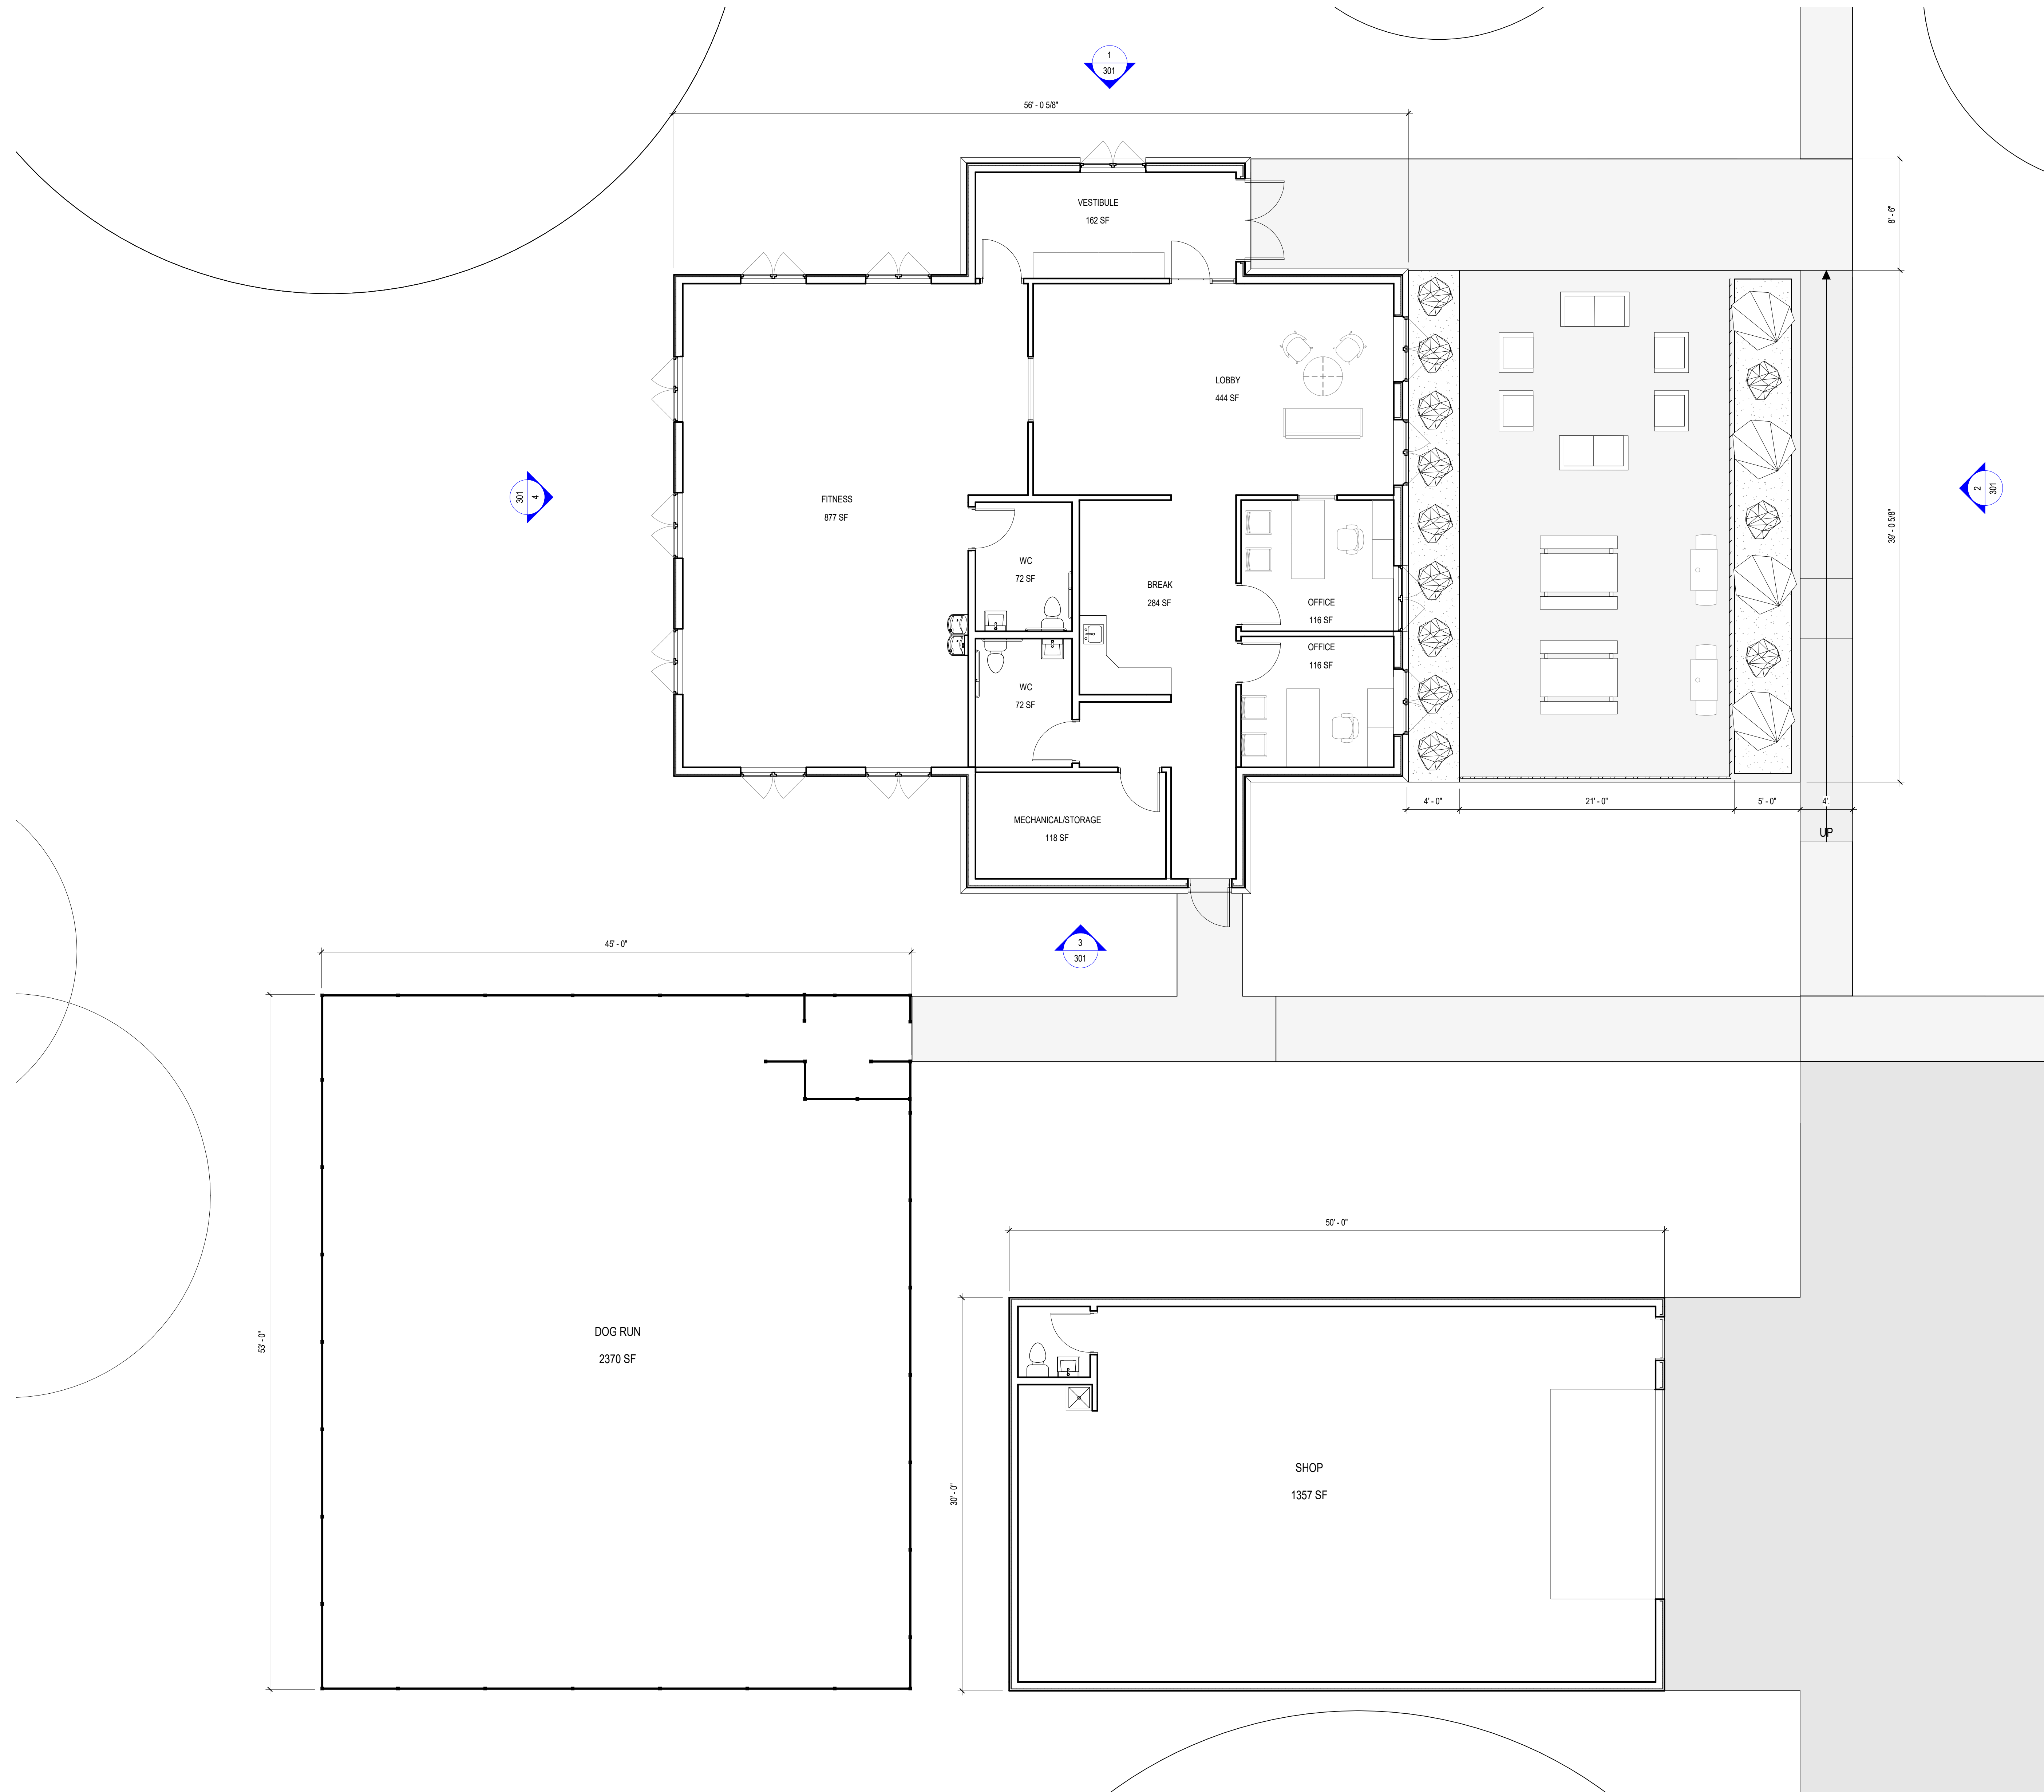 1
301
56' - 0 5/8"
VESTIBULE
162 SF
8' - 6"
LOBBY
444 SF
FITNESS
877 SF
301
4
2
301
39' - 0 5/8"
WC
72 SF
BREAK
284 SF
OFFICE
116 SF
OFFICE
116 SF
WC
72 SF
4' - 0"
21' - 0"
5' - 0"
4'
MECHANICAL/STORAGE
118 SF
UP
3
301
45' - 0"
50' - 0"
53' - 0"
DOG RUN
2370 SF
30' - 0"
SHOP
1357 SF